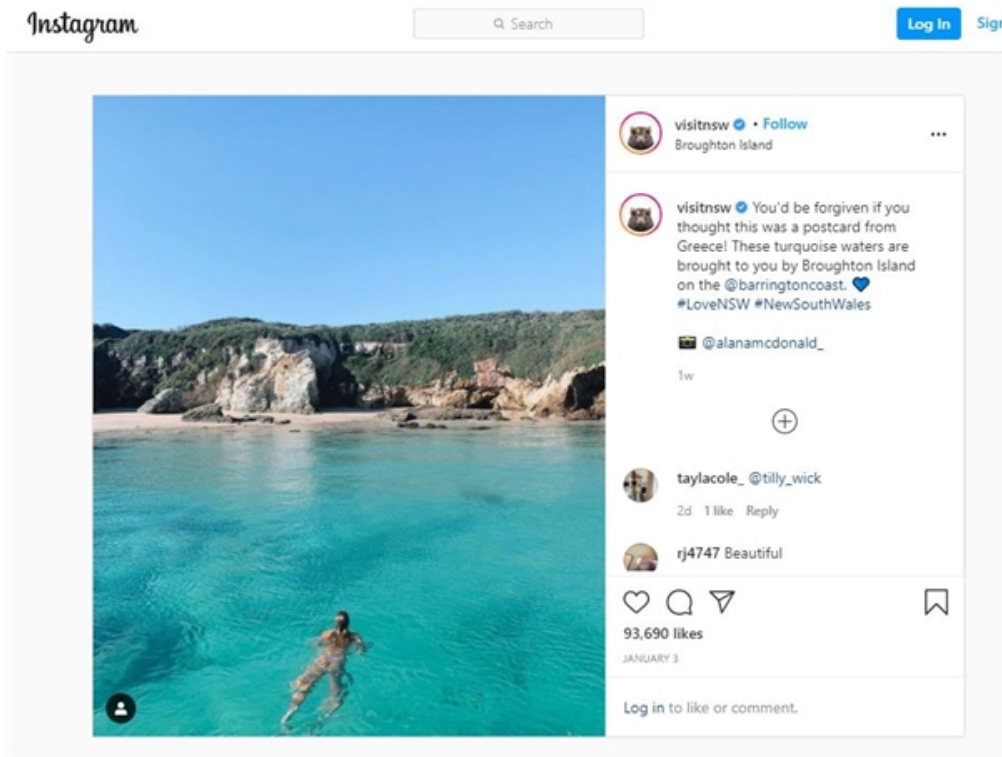 Instagram
Search
Log In
Sign
visitnsw • Follow
Broughton Island
visitnsw You'd be forgiven if you
thought this was a postcard from
Greece! These turquoise waters are
brought to you by Broughton Island
on the @barringtoncoast. 💙
#LoveNSW #NewSouthWales
📸 @alanamcdonald_
1w
taylacole_ @tilly_wick
2d 1 like Reply
rj4747 Beautiful
93,690 likes
JANUARY 3
Log in to like or comment.